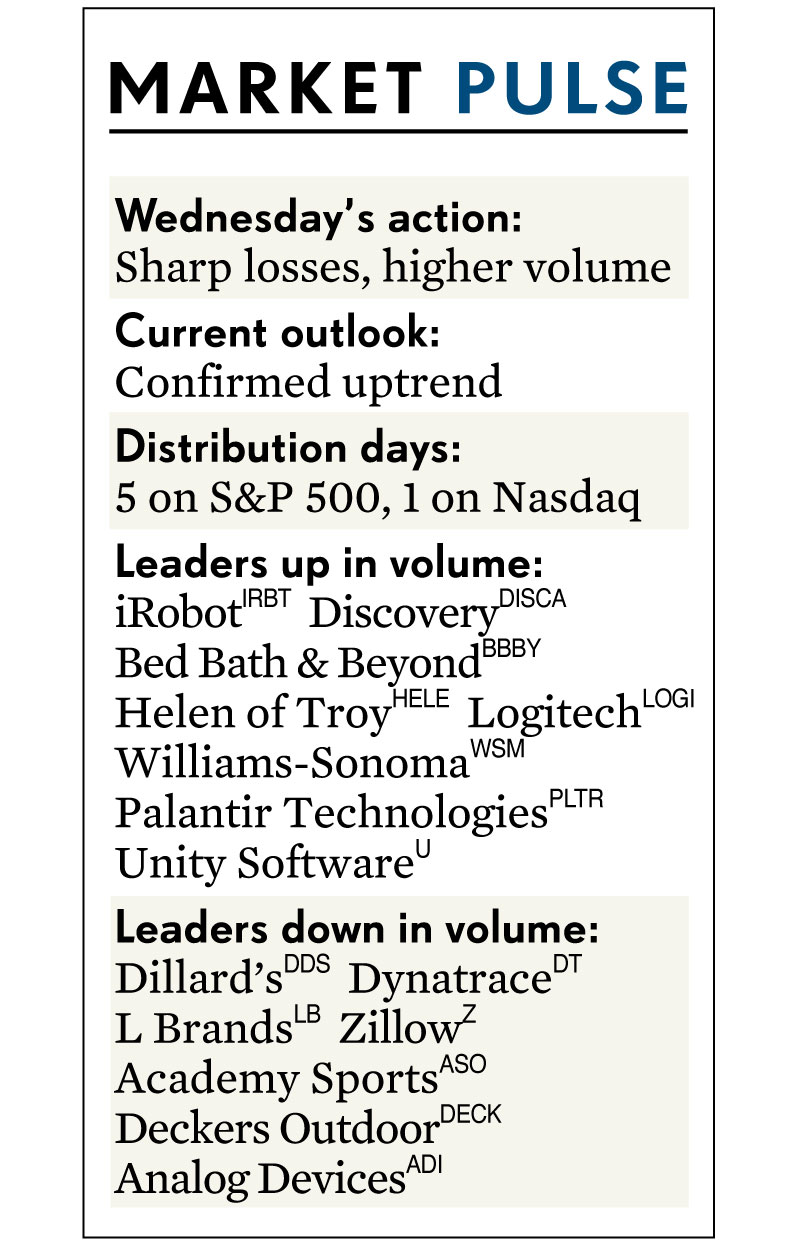 MARKET PULSE
Wednesday’s action:
Sharp losses, higher volume
Current outlook:
Confirmed uptrend
Distribution days:
5 on S&P 500, 1 on Nasdaq
Leaders up in volume:
iRobot IRBT Discovery DISCA
Bed Bath & Beyond BBBY
Helen of Troy HELE Logitech LOGI
Williams-Sonoma WSM
Palantir Technologies PLTR
Unity Software U
Leaders down in volume:
Dillard’s DDS Dynatrace DT
L Brands LB Zillow Z
Academy Sports ASO
Deckers Outdoor DECK
Analog Devices ADI